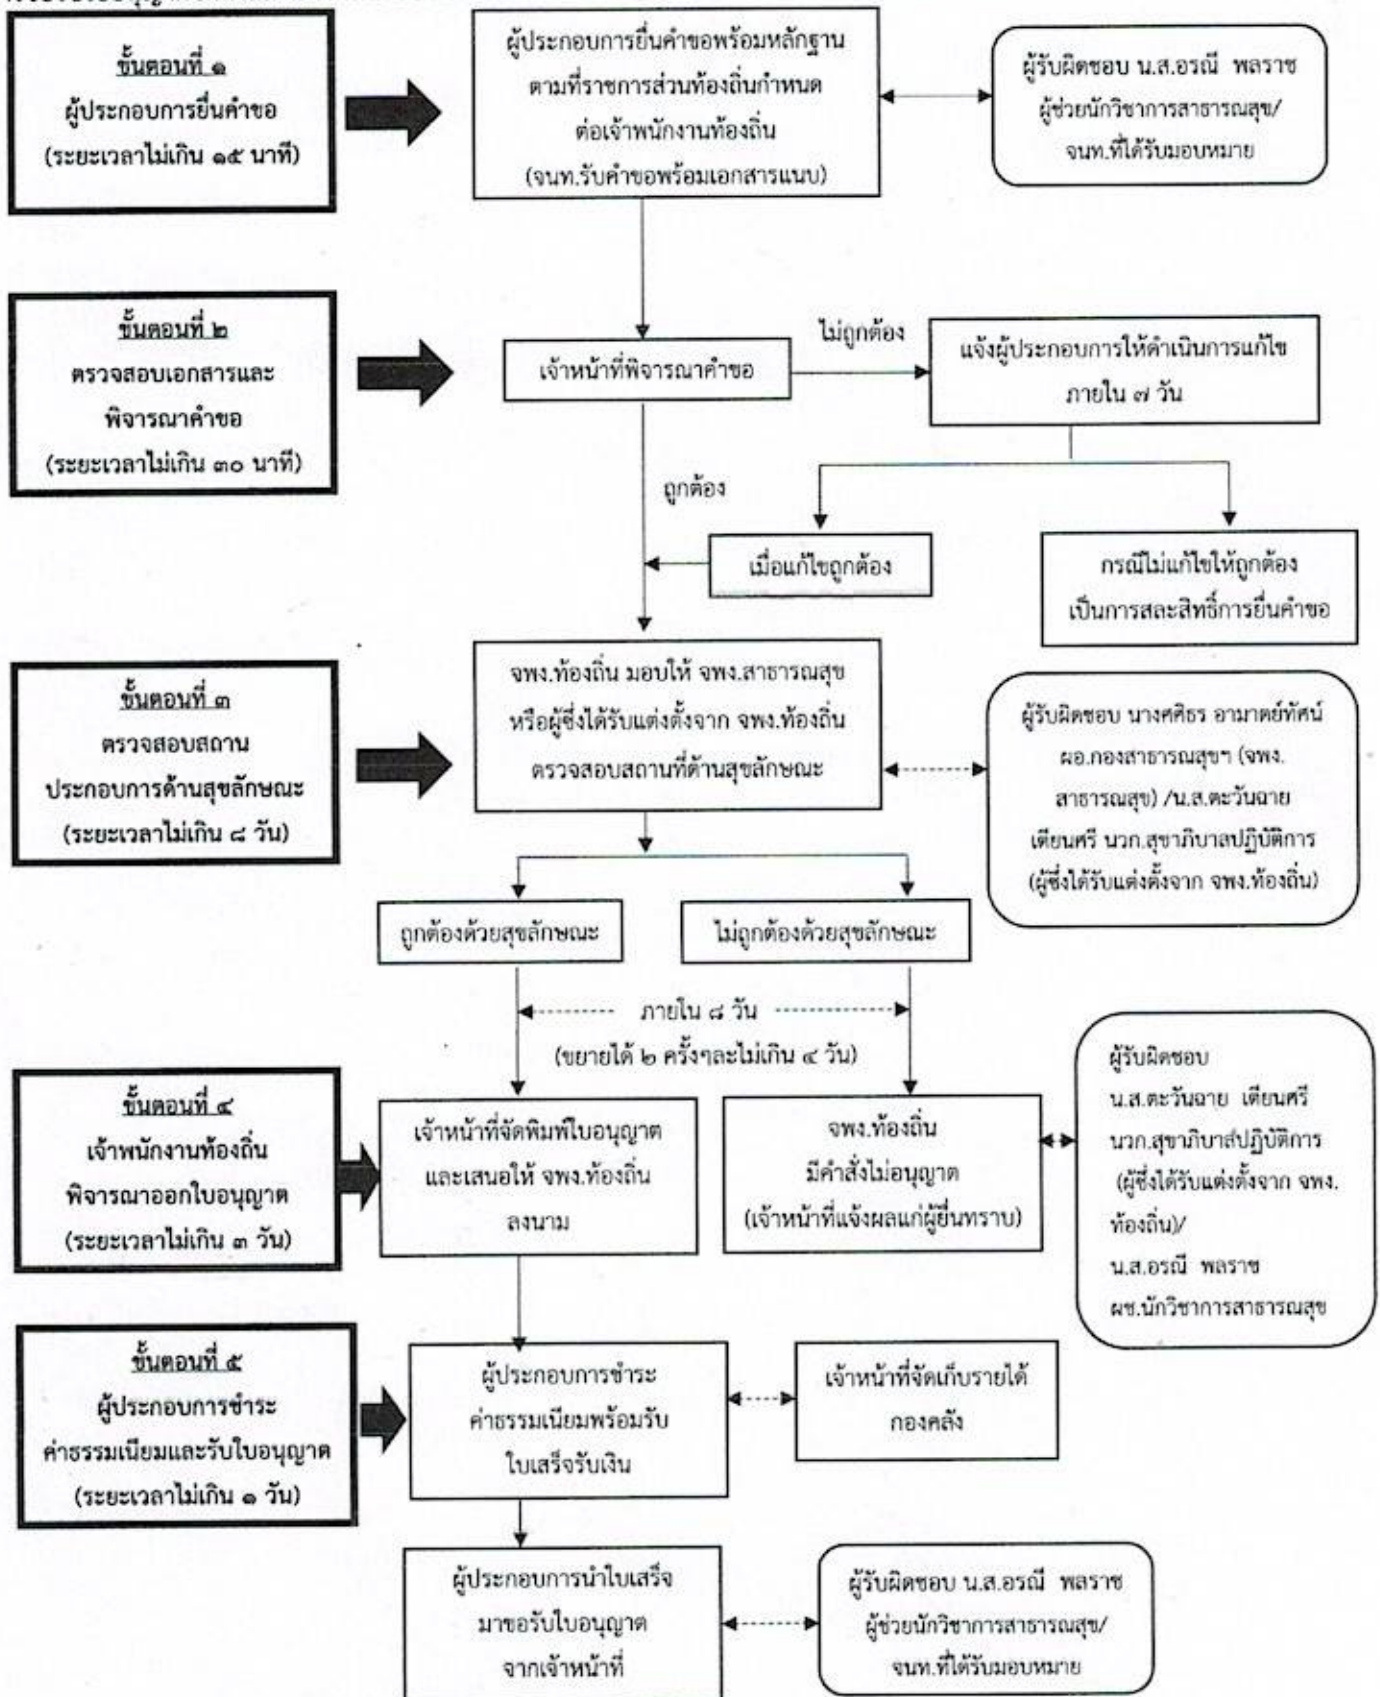 ขั้นตอนที่ ๑
ผู้ประกอบการยื่นคำขอ
(ระยะเวลาไม่เกิน ๑๕ นาที)
ผู้ประกอบการยื่นคำขอพร้อมหลักฐาน
ตามที่ราชการส่วนท้องถิ่นกำหนด
ต่อเจ้าพนักงานท้องถิ่น
(จนท.รับคำขอพร้อมเอกสารแนบ)
ผู้รับผิดชอบ น.ส.อรณี พลราช
ผู้ช่วยนักวิชาการสาธารณสุข/
จนท.ที่ได้รับมอบหมาย
ขั้นตอนที่ ๒
ตรวจสอบเอกสารและ
พิจารณาคำขอ
(ระยะเวลาไม่เกิน ๓๐ นาที)
เจ้าหน้าที่พิจารณาคำขอ
ไม่ถูกต้อง
แจ้งผู้ประกอบการให้ดำเนินการแก้ไข
ภายใน ๗ วัน
ถูกต้อง
เมื่อแก้ไขถูกต้อง
กรณีไม่แก้ไขให้ถูกต้อง
เป็นการสละสิทธิ์การยื่นคำขอ
ขั้นตอนที่ ๓
ตรวจสอบสถาน
ประกอบการด้านสุขลักษณะ
(ระยะเวลาไม่เกิน ๘ วัน)
จพง.ท้องถิ่น มอบให้ จพง.สาธารณสุข
หรือผู้ซึ่งได้รับแต่งตั้งจาก จพง.ท้องถิ่น
ตรวจสอบสถานที่ด้านสุขลักษณะ
ผู้รับผิดชอบ นางศศิธร อามาตย์ทัศน์
ผอ.กองสาธารณสุขฯ (จพง.
สาธารณสุข) /น.ส.ตะวันฉาย
เตียนศรี นวก.สุขาภิบาลปฏิบัติการ
(ผู้ซึ่งได้รับแต่งตั้งจาก จพง.ท้องถิ่น)
ถูกต้องด้วยสุขลักษณะ
ไม่ถูกต้องด้วยสุขลักษณะ
ภายใน ๘ วัน
(ขยายได้ ๒ ครั้งๆละไม่เกิน ๔ วัน)
ขั้นตอนที่ ๔
เจ้าพนักงานท้องถิ่น
พิจารณาออกใบอนุญาต
(ระยะเวลาไม่เกิน ๓ วัน)
เจ้าหน้าที่จัดพิมพ์ใบอนุญาต
และเสนอให้ จพง.ท้องถิ่น
ลงนาม
จพง.ท้องถิ่น
มีคำสั่งไม่อนุญาต
(เจ้าหน้าที่แจ้งผลแก่ผู้ยื่นทราบ)
ผู้รับผิดชอบ
น.ส.ตะวันฉาย เตียนศรี
นวก.สุขาภิบาลปฏิบัติการ
(ผู้ซึ่งได้รับแต่งตั้งจาก จพง.
ท้องถิ่น)/
น.ส.อรณี พลราช
ผช.นักวิชาการสาธารณสุข
ขั้นตอนที่ ๕
ผู้ประกอบการชำระ
ค่าธรรมเนียมและรับใบอนุญาต
(ระยะเวลาไม่เกิน ๑ วัน)
ผู้ประกอบการชำระ
ค่าธรรมเนียมพร้อมรับ
ใบเสร็จรับเงิน
เจ้าหน้าที่จัดเก็บรายได้
กองคลัง
ผู้ประกอบการนำใบเสร็จ
มาขอรับใบอนุญาต
จากเจ้าหน้าที่
ผู้รับผิดชอบ น.ส.อรณี พลราช
ผู้ช่วยนักวิชาการสาธารณสุข/
จนท.ที่ได้รับมอบหมาย